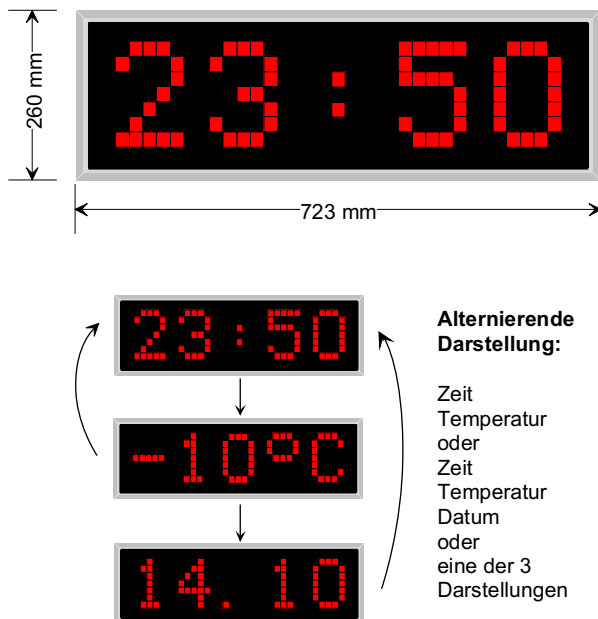 23:50
260 mm
723 mm
23:50
-10°C
14. 10
Alternierende
Darstellung:
Zeit
Temperatur
oder
Zeit
Temperatur
Datum
oder
eine der 3
Darstellungen